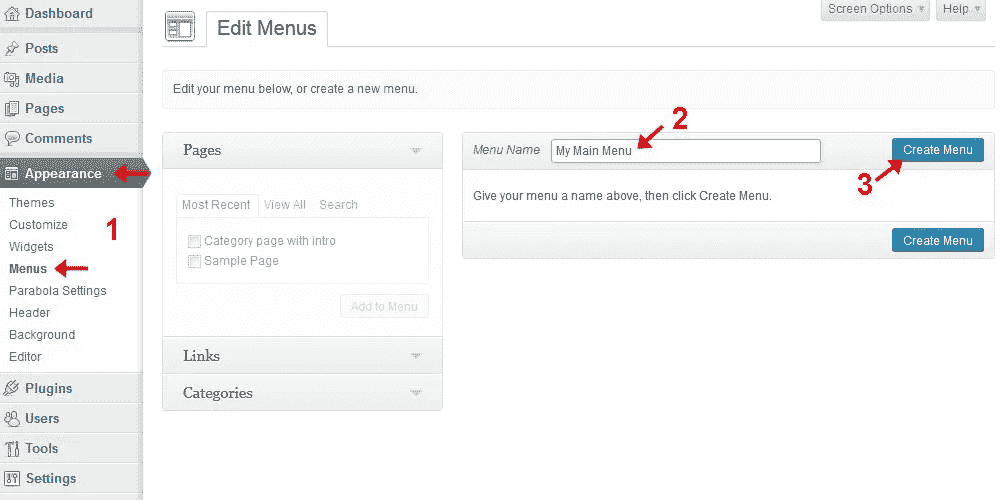 Dashboard
Posts
Media
Pages
Comments
Appearance
Themes
Customize
1
Widgets
Menus
Parabola Settings
Header
Background
Editor
Plugins
Users
Tools
Settings
Screen Options
Help
Edit Menus
Edit your menu below, or create a new menu.
Pages
Most Recent View All Search
Category page with intro
Sample Page
Add to Menu
Links
Categories
2
Menu Name My Main Menu Create Menu
3
Give your menu a name above, then click Create Menu.
Create Menu